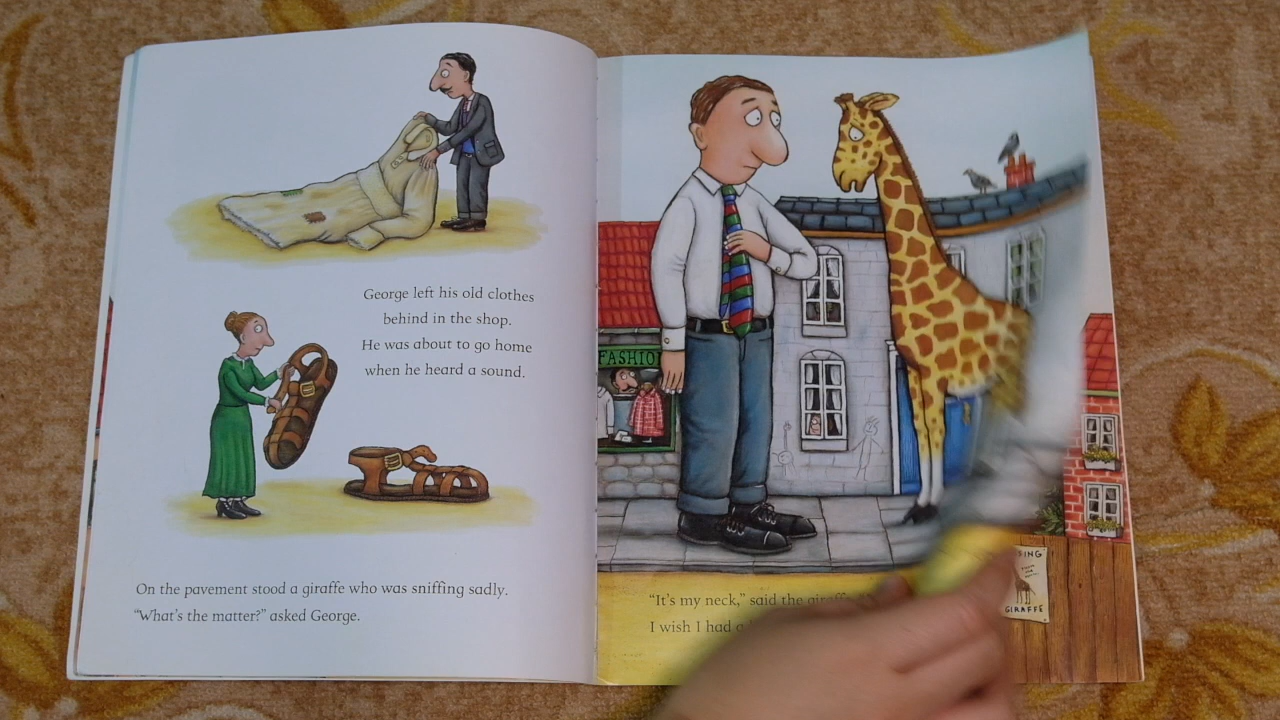 George left his old clothes
behind in the shop.
He was about to go home
when he heard a sound.
On the pavement stood a giraffe who was sniffing sadly.
"What's the matter?" asked George.
FASHIO
"It's my neck," said the giraffe.
I wish I had a
SING
GIRAFFE